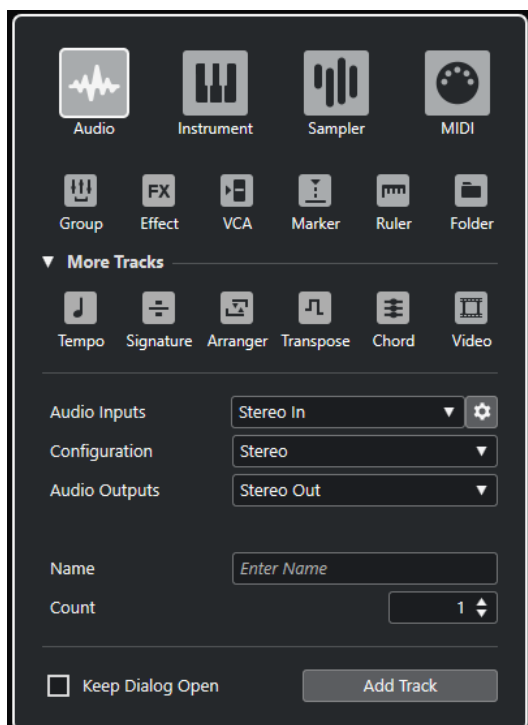 Audio Instrument Sampler MIDI
FX
Group Effect VCA Marker Ruler Folder
More Tracks
Tempo Signature Arranger Transpose Chord Video
Audio Inputs Stereo In
Configuration Stereo
Audio Outputs Stereo Out
Name Enter Name
Count 1
Keep Dialog Open Add Track